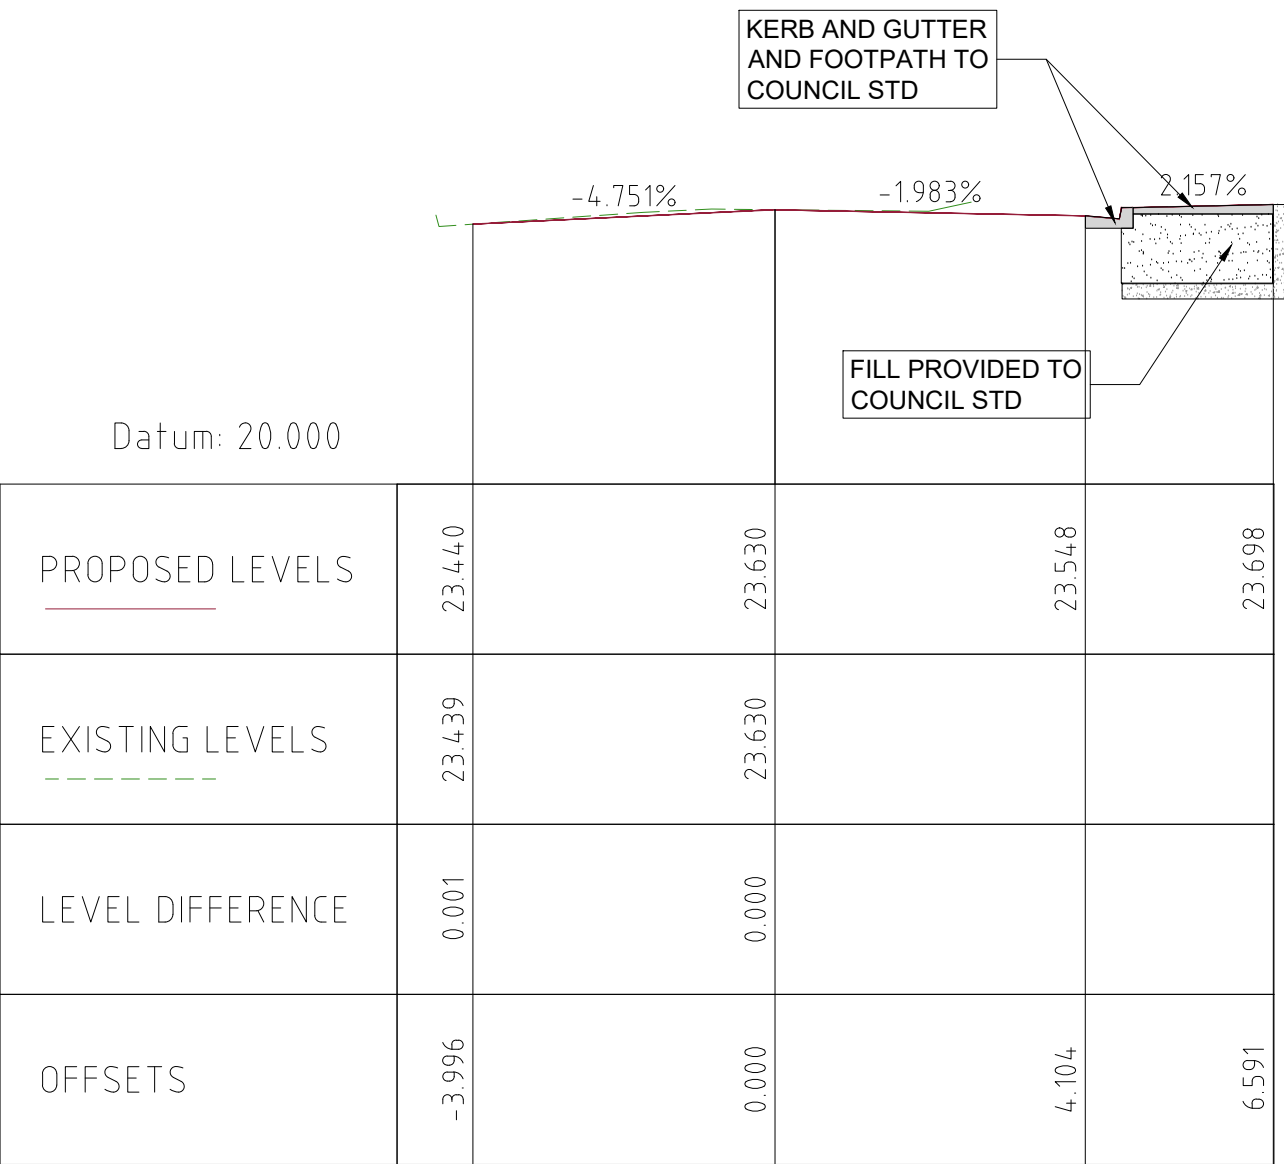 KERB AND GUTTER
AND FOOTPATH TO
COUNCIL STD
-4.751%
-1.983%
2.157%
FILL PROVIDED TO
COUNCIL STD
Datum: 20.000
PROPOSED LEVELS
23.440
23.630
23.548
23.698
EXISTING LEVELS
23.439
23.630
LEVEL DIFFERENCE
0.001
0.000
OFFSETS
-3.996
0.000
4.104
6.591